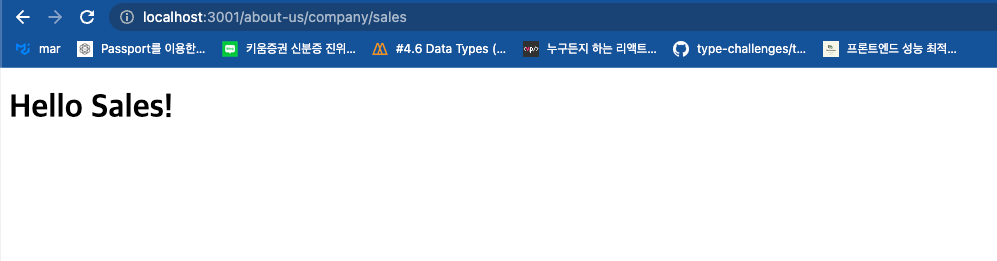 localhost:3001/about-us/company/sales
mar Passport를 이용한... 키움증권 신분증 진위... #4.6 Data Types (... 누구든지 하는 리액트... type-challenges/t... 프론트엔드 성능 최적...
Hello Sales!